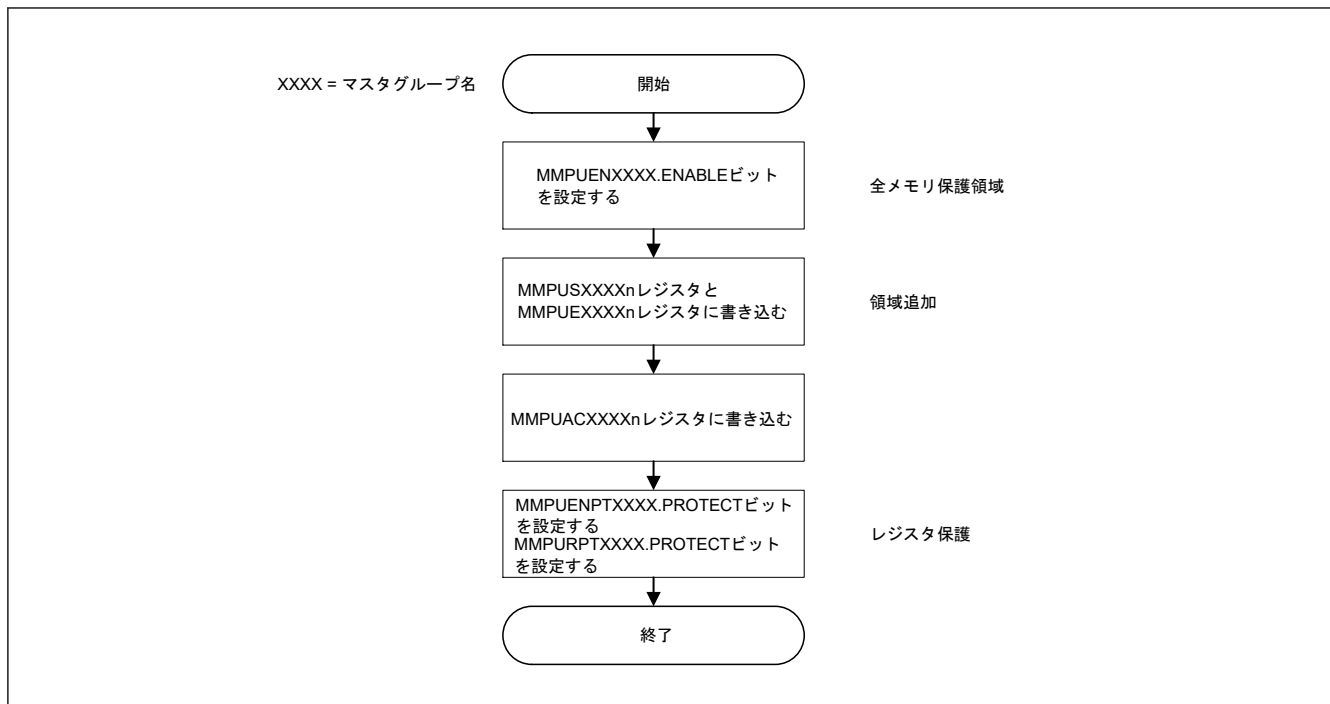 XXXX = マスタグループ名
開始
MMPUENXXXX.ENABLEビット
を設定する
全メモリ保護領域
MMPUSXXXXnレジスタと
MMPUEXXXXnレジスタに書き込む
領域追加
MMPUACXXXXnレジスタに書き込む
MMPUENPTXXXX.PROTECTビット
を設定する
MMPURPTXXXX.PROTECTビット
を設定する
レジスタ保護
終了